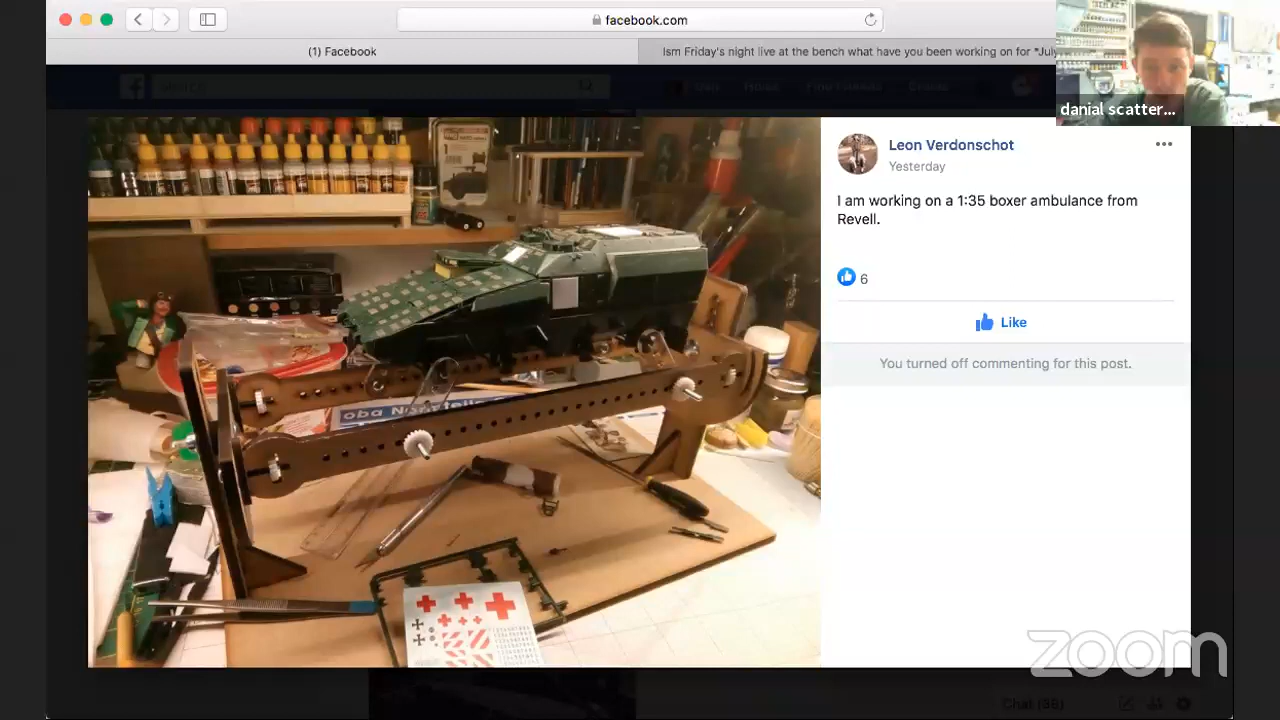 facebook.com
(1) Facebook
Ism Friday's night live at the bench what have you been working on for "July
danial scatter...
Leon Verdonschot
Yesterday
I am working on a 1:35 boxer ambulance from
Revell.
6
Like
You turned off commenting for this post.
oba
zoom